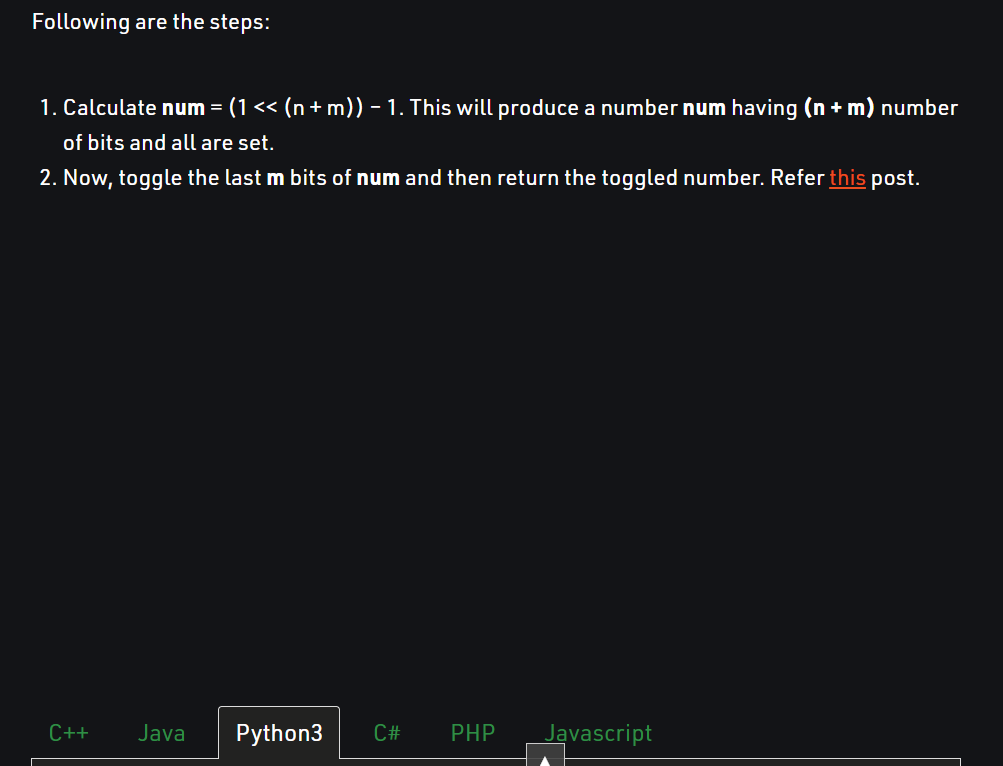 Following are the steps:
1. Calculate num = (1 << (n + m)) – 1. This will produce a number num having (n + m) number
of bits and all are set.
2. Now, toggle the last m bits of num and then return the toggled number. Refer this post.
C++ Java Python3 C# PHP Javascript